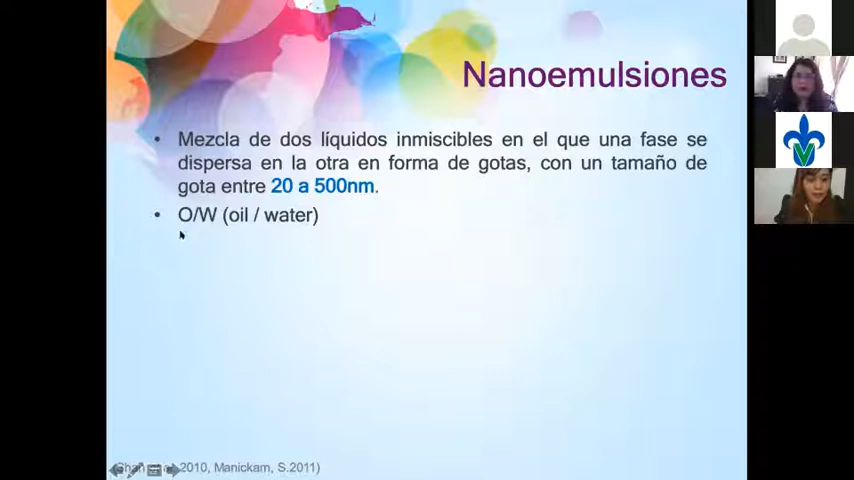 Nanoemulsiones
• Mezcla de dos líquidos inmiscibles en el que una fase se
dispersa en la otra en forma de gotas, con un tamaño de
gota entre 20 a 500nm.
• O/W (oil / water)
2010, Manickam, S.2011)